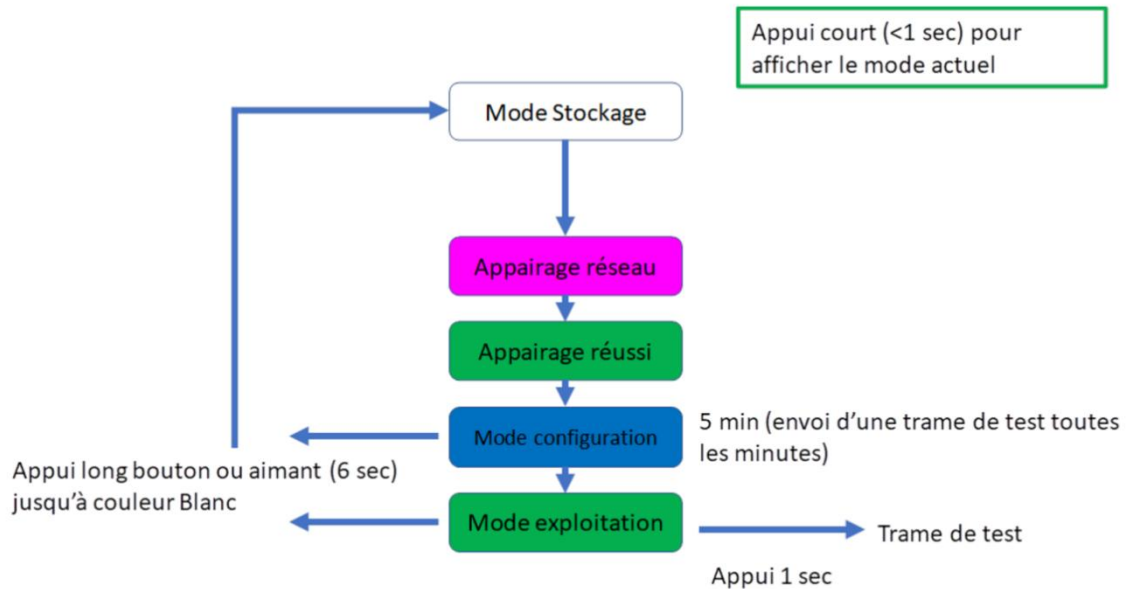 Appui court (<1 sec) pour
afficher le mode actuel
Mode Stockage
Appairage réseau
Appairage réussi
Mode configuration
5 min (envoi d’une trame de test toutes
les minutes)
Appui long bouton ou aimant (6 sec)
jusqu’à couleur Blanc
Mode exploitation
Trame de test
Appui 1 sec